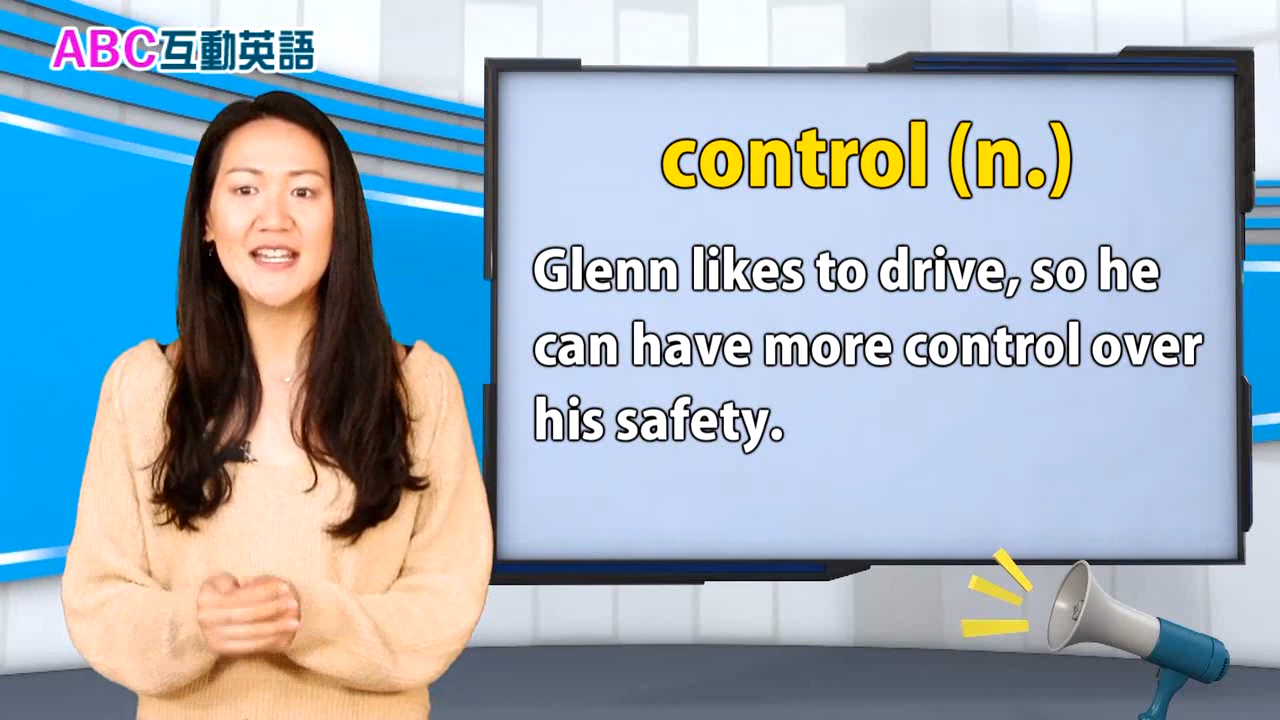 ABC互動英語
control (n.)
Glenn likes to drive, so he
can have more control over
his safety.